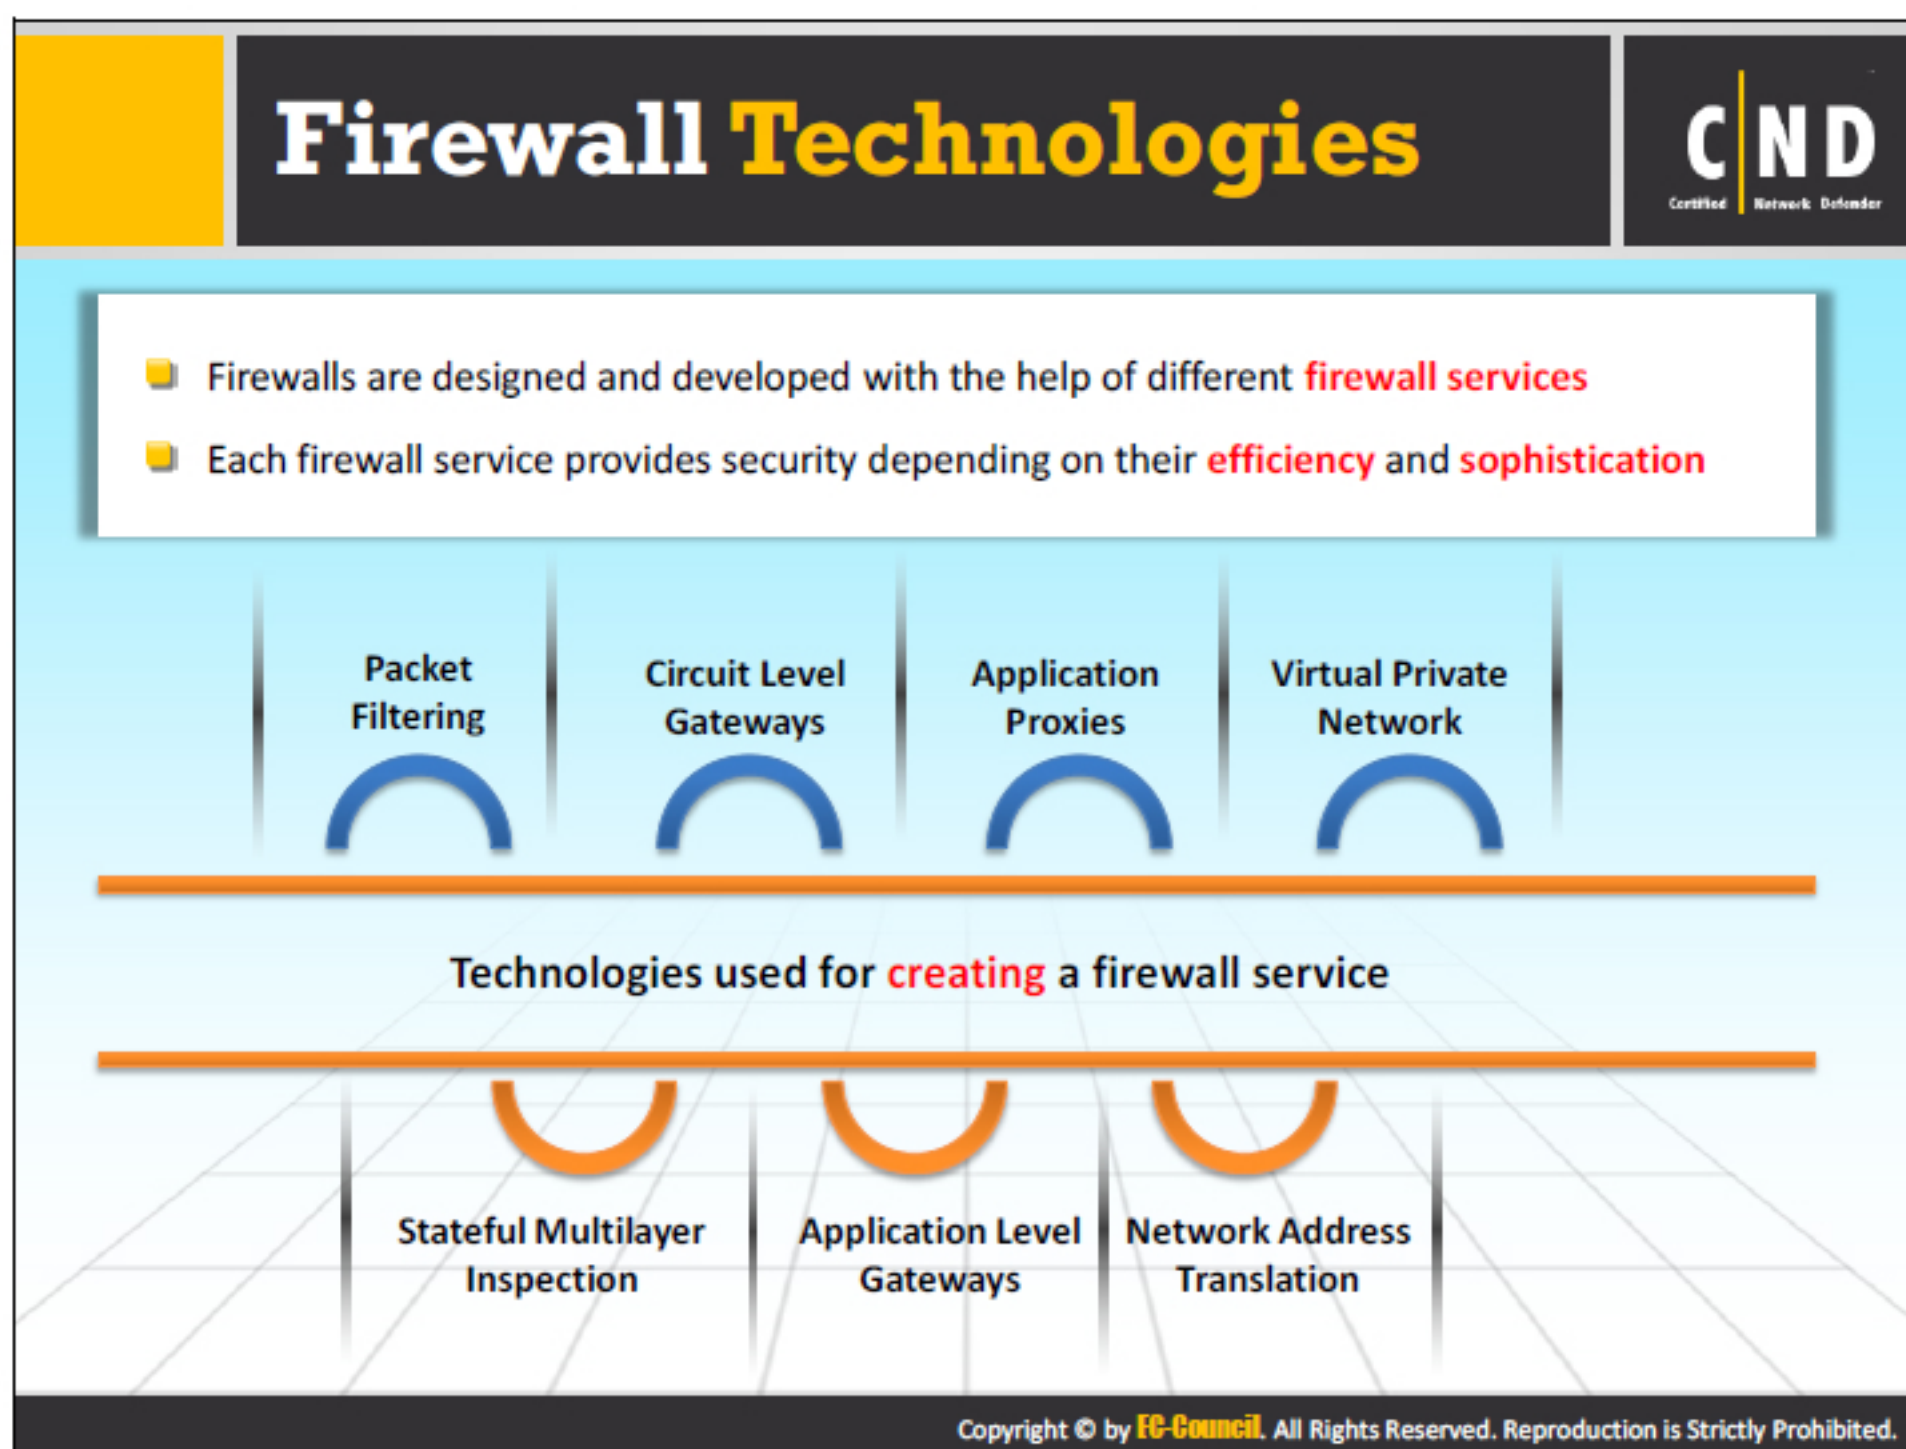 Firewall Technologies
C ND
Certified Network Defender
Firewalls are designed and developed with the help of different firewall services
Each firewall service provides security depending on their efficiency and sophistication
Packet
Filtering
Circuit Level
Gateways
Application
Proxies
Virtual Private
Network
Technologies used for creating a firewall service
Stateful Multilayer
Inspection
Application Level
Gateways
Network Address
Translation
Copyright © by EC-Council. All Rights Reserved. Reproduction is Strictly Prohibited.